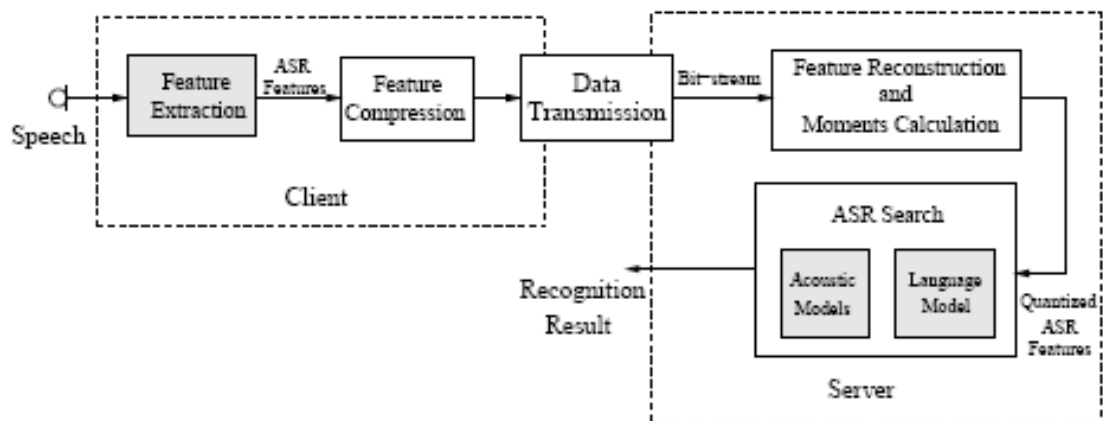 Speech
Feature
Extraction
ASR
Features
Feature
Compression
Client
Data
Transmission
Bit-stream
Feature Reconstruction
and
Moments Calculation
Quantized
ASR
Features
ASR Search
Acoustic
Models
Language
Model
Recognition
Result
Server